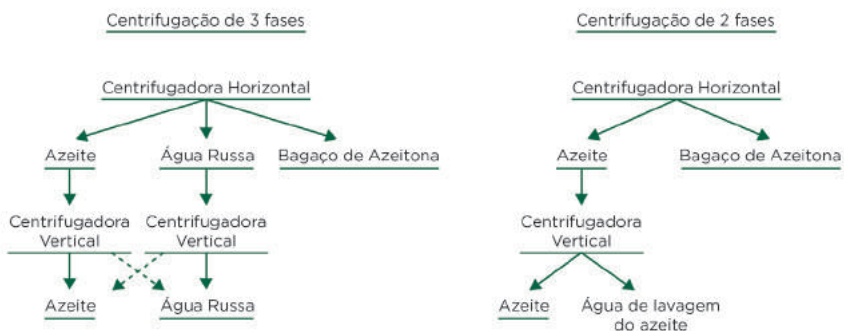 Centrifugação de 3 fases
Centrifugadora Horizontal
Azeite
Água Russa
Bagaço de Azeitona
Centrifugadora
Vertical
Centrifugadora
Vertical
Azeite
Água Russa
Centrifugação de 2 fases
Centrifugadora Horizontal
Azeite
Bagaço de Azeitona
Centrifugadora
Vertical
Azeite
Água de lavagem
do azeite